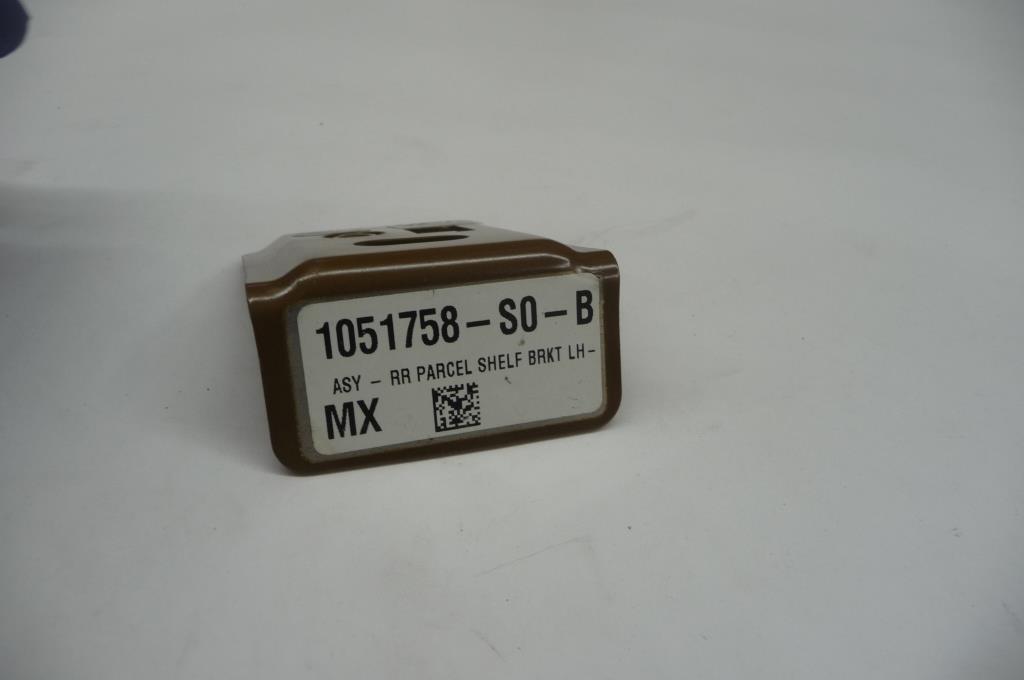 1051758-S0-B
ASY - RR PARCEL SHELF BRKT LH-
MX